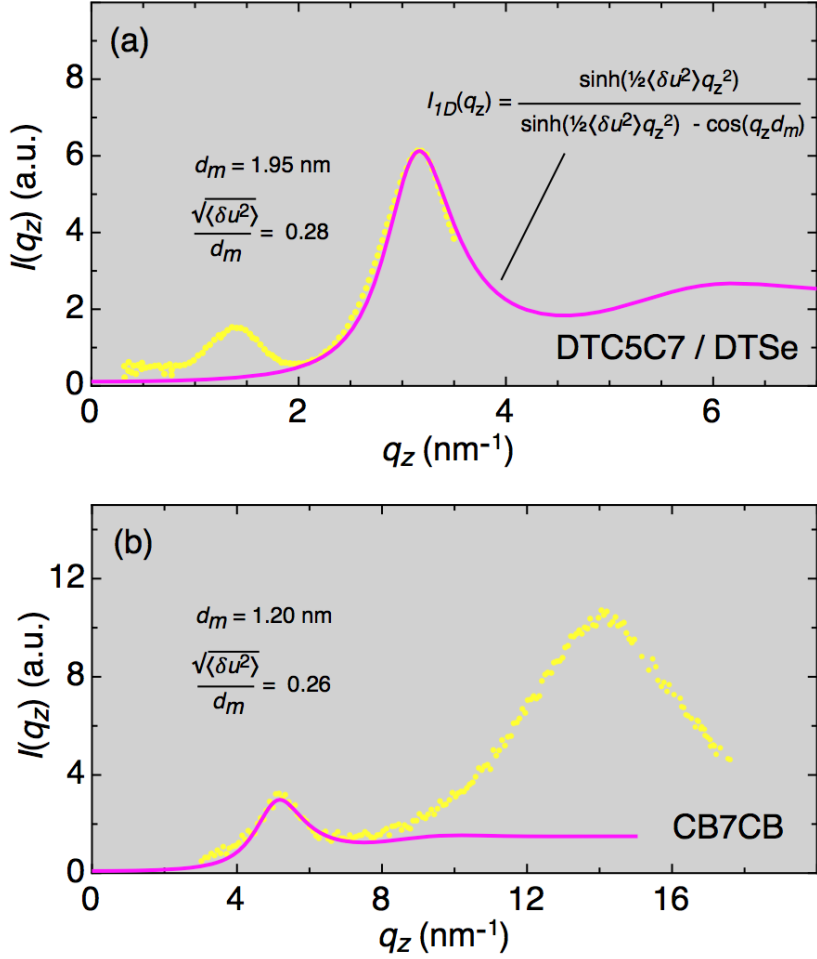 (a)
I(q_z) (a.u.)
10
8
6
4
2
0
I_1D(q_z) = sinh(½⟨δu²⟩q_z²) / sinh(½⟨δu²⟩q_z²) - cos(q_z d_m)
d_m = 1.95 nm
√⟨δu²⟩ / d_m = 0.28
DTC5C7 / DTSe
0 2 4 6
q_z (nm⁻¹)
(b)
I(q_z) (a.u.)
12
8
4
0
d_m = 1.20 nm
√⟨δu²⟩ / d_m = 0.26
CB7CB
0 4 8 12 16
q_z (nm⁻¹)